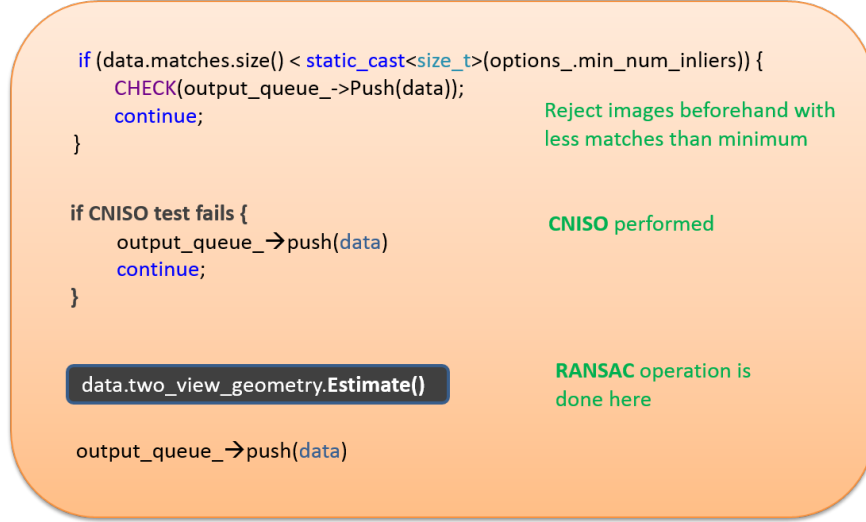 if (data.matches.size() < static_cast<size_t>(options_.min_num_inliers)) {
CHECK(output_queue_->Push(data));
continue;
}
Reject images beforehand with
less matches than minimum
if CNISO test fails {
output_queue_→push(data)
continue;
}
CNISO performed
data.two_view_geometry.Estimate()
RANSAC operation is
done here
output_queue_→push(data)